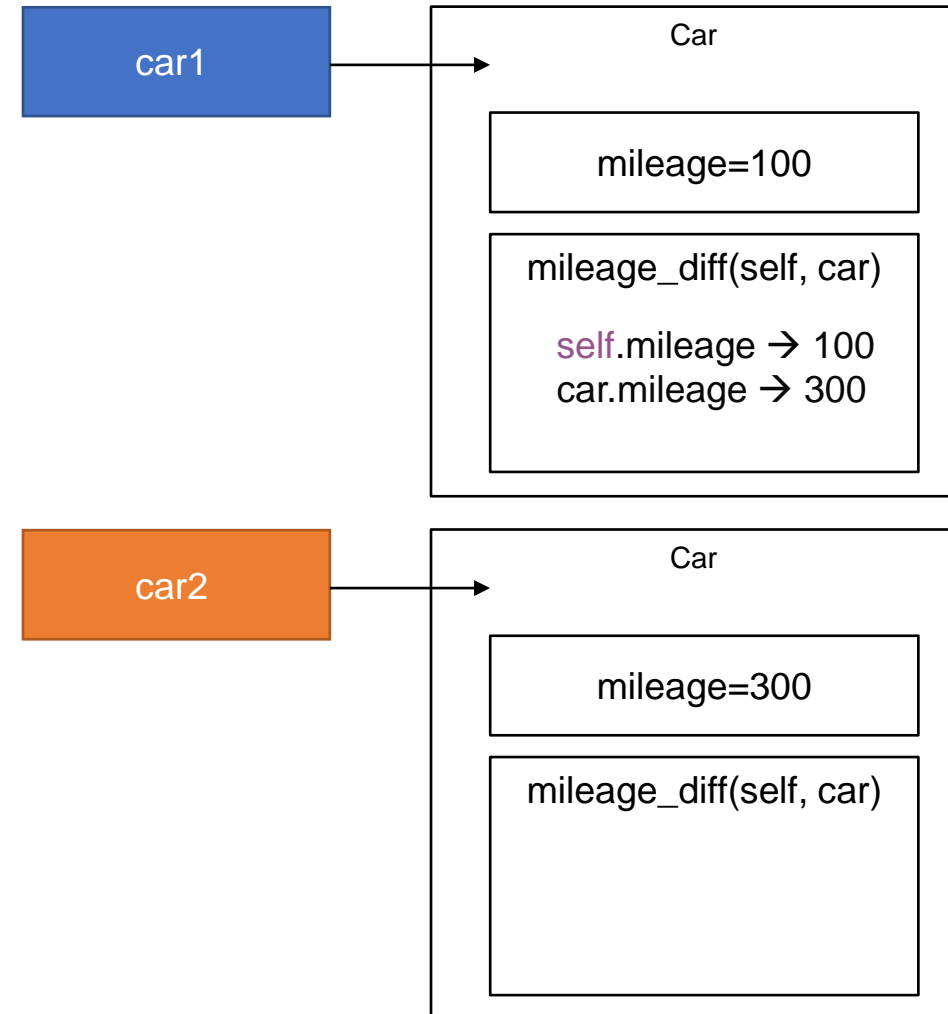 car1
Car
mileage=100
mileage_diff(self, car)
self.mileage → 100
car.mileage → 300
car2
Car
mileage=300
mileage_diff(self, car)